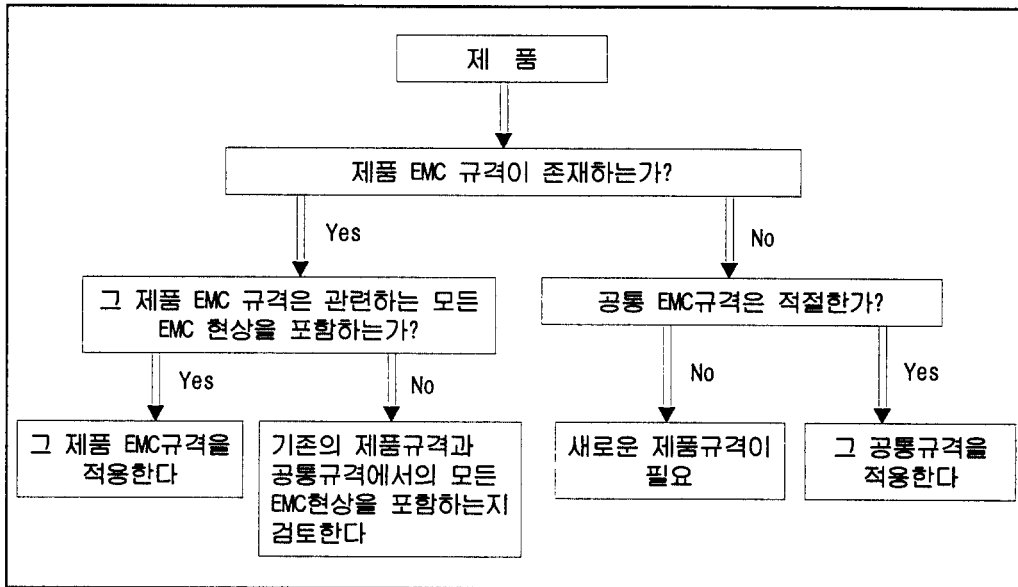 제 품
제품 EMC 규격이 존재하는가?
Yes
No
그 제품 EMC 규격은 관련하는 모든
EMC 현상을 포함하는가?
공통 EMC규격은 적절한가?
Yes
No
No
Yes
그 제품 EMC규격을
적용한다
기존의 제품규격과
공통규격에서의 모든
EMC현상을 포함하는지
검토한다
새로운 제품규격이
필요
그 공통규격을
적용한다